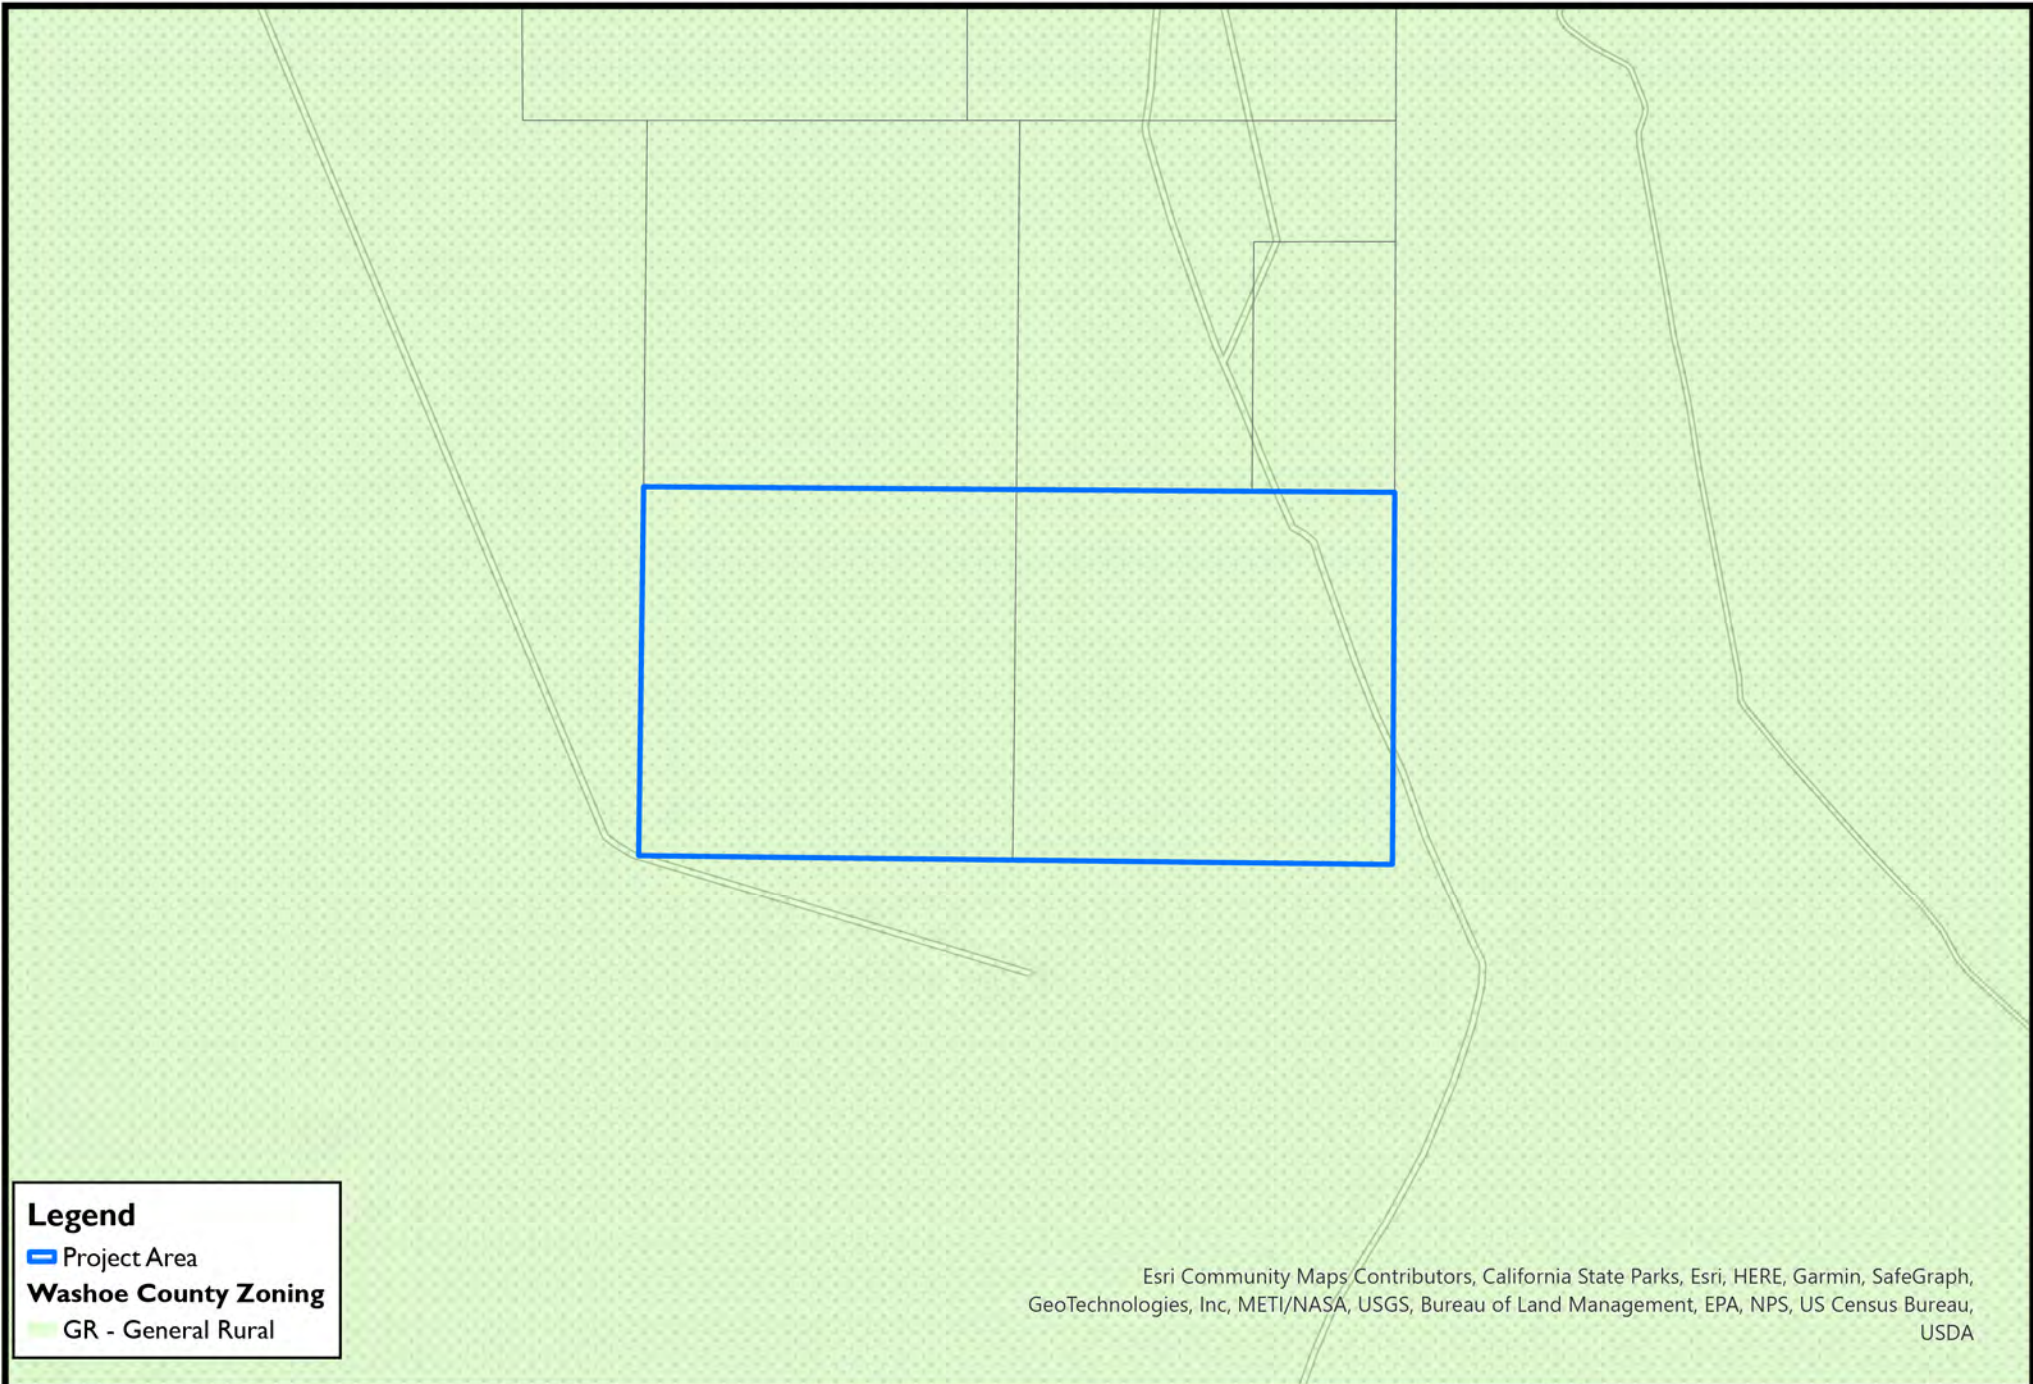 Legend
Project Area
Washoe County Zoning
GR - General Rural
Esri Community Maps Contributors, California State Parks, Esri, HERE, Garmin, SafeGraph,
GeoTechnologies, Inc, METI/NASA, USGS, Bureau of Land Management, EPA, NPS, US Census Bureau,
USDA